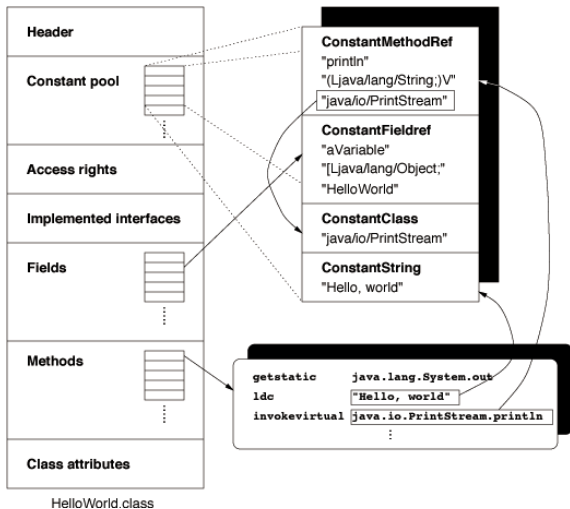 Header
Constant pool
Access rights
Implemented interfaces
Fields
Methods
Class attributes
HelloWorld.class
ConstantMethodRef
"println"
"(Ljava/lang/String;)V"
"java/io/PrintStream"
ConstantFieldref
"aVariable"
"[Ljava/lang/Object;"
"HelloWorld"
ConstantClass
"java/io/PrintStream"
ConstantString
"Hello, world"
getstatic java.lang.System.out
ldc "Hello, world"
invokevirtual java.io.PrintStream.println